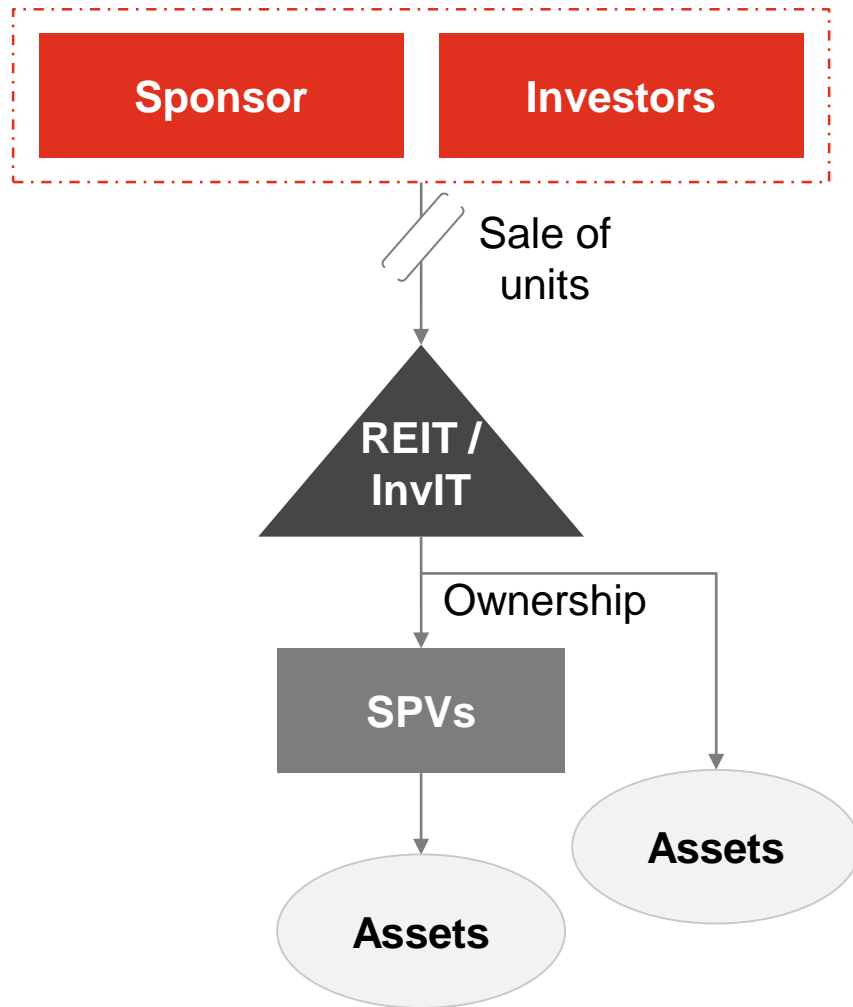 Sponsor
Investors
Sale of
units
REIT /
InvIT
Ownership
SPVs
Assets
Assets